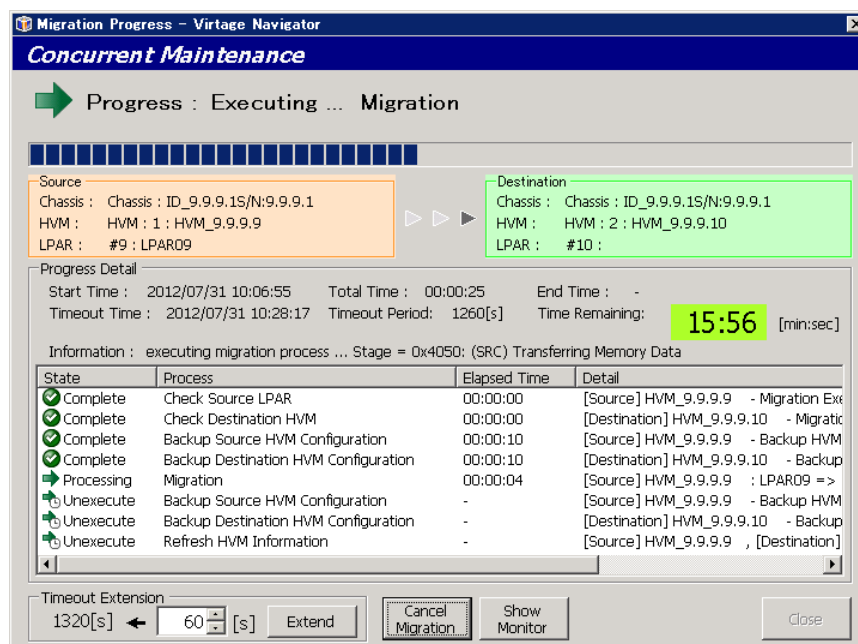 Migration Progress - Virtage Navigator
Concurrent Maintenance
Progress : Executing ... Migration
Source
Chassis : Chassis : ID_9.9.9.1S/N:9.9.9.1
HVM : HVM : 1 : HVM_9.9.9.9
LPAR : #9 : LPAR09
Destination
Chassis : Chassis : ID_9.9.9.1S/N:9.9.9.1
HVM : HVM : 2 : HVM_9.9.9.10
LPAR : #10 :
Progress Detail
Start Time : 2012/07/31 10:06:55 Total Time : 00:00:25 End Time : -
Timeout Time : 2012/07/31 10:28:17 Timeout Period: 1260[s] Time Remaining: 15:56 [min:sec]
Information : executing migration process ... Stage = 0x4050: (SRC) Transferring Memory Data
State Process Elapsed Time Detail
Complete Check Source LPAR 00:00:00 [Source] HVM_9.9.9.9 - Migration Exe
Complete Check Destination HVM 00:00:00 [Destination] HVM_9.9.9.10 - Migratic
Complete Backup Source HVM Configuration 00:00:10 [Source] HVM_9.9.9.9 - Backup HVM
Complete Backup Destination HVM Configuration 00:00:10 [Destination] HVM_9.9.9.10 - Backup
Processing Migration 00:00:04 [Source] HVM_9.9.9.9 : LPAR09 =>
Unexecute Backup Source HVM Configuration - [Source] HVM_9.9.9.9 - Backup HVM
Unexecute Backup Destination HVM Configuration - [Destination] HVM_9.9.9.10 - Backup
Unexecute Refresh HVM Information - [Source] HVM_9.9.9.9 , [Destination]
Timeout Extension
1320[s] 60 [s] Extend
Cancel Migration
Show Monitor
Close